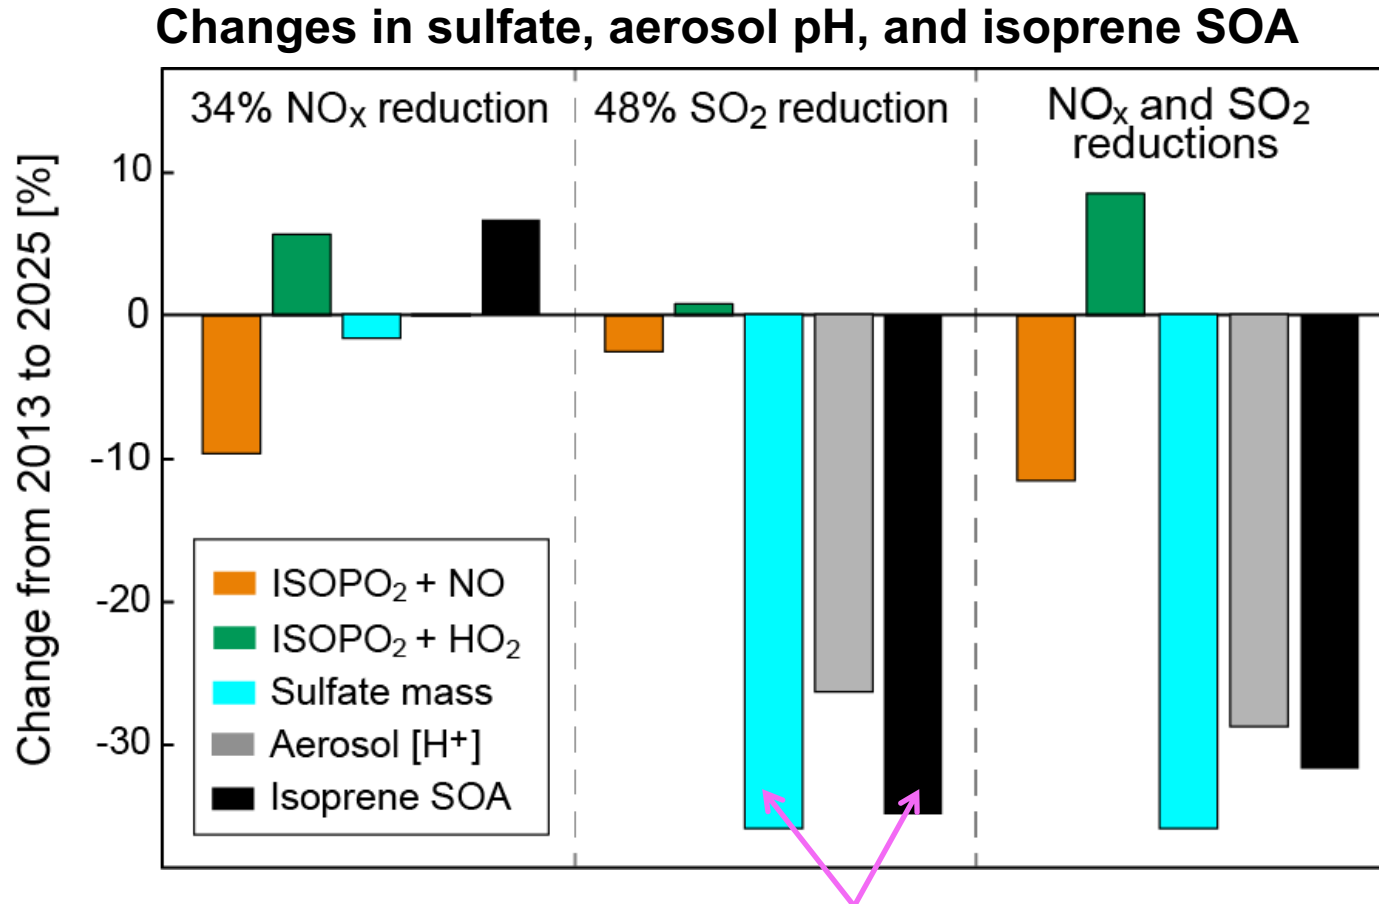 Changes in sulfate, aerosol pH, and isoprene SOA
34% NOₓ reduction
48% SO₂ reduction
NOₓ and SO₂
reductions
Change from 2013 to 2025 [%]
10
0
-10
-20
-30
ISOPO₂ + NO
ISOPO₂ + HO₂
Sulfate mass
Aerosol [H⁺]
Isoprene SOA